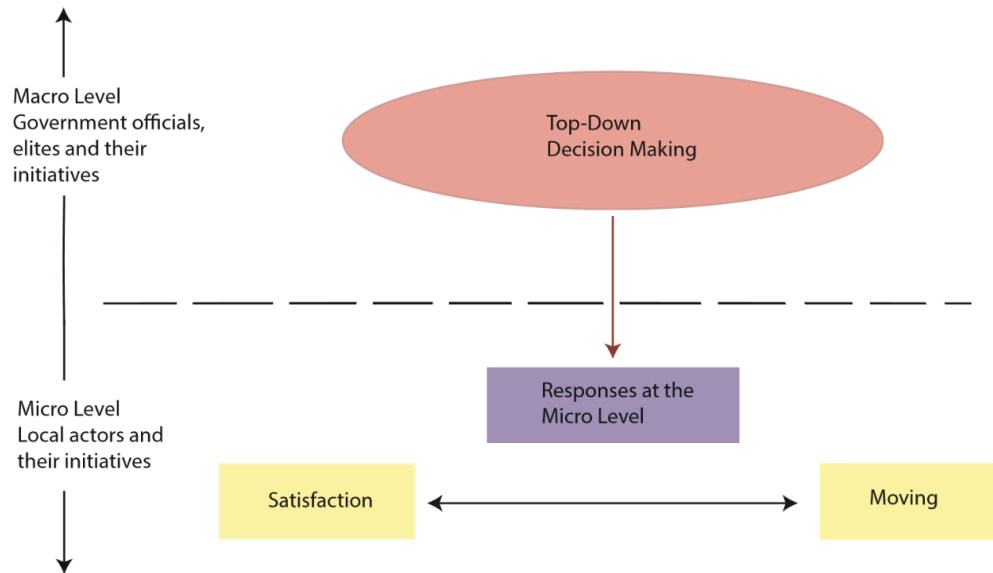 Macro Level
Government officials,
elites and their
initiatives
Top-Down
Decision Making
Responses at the
Micro Level
Micro Level
Local actors and
their initiatives
Satisfaction
Moving